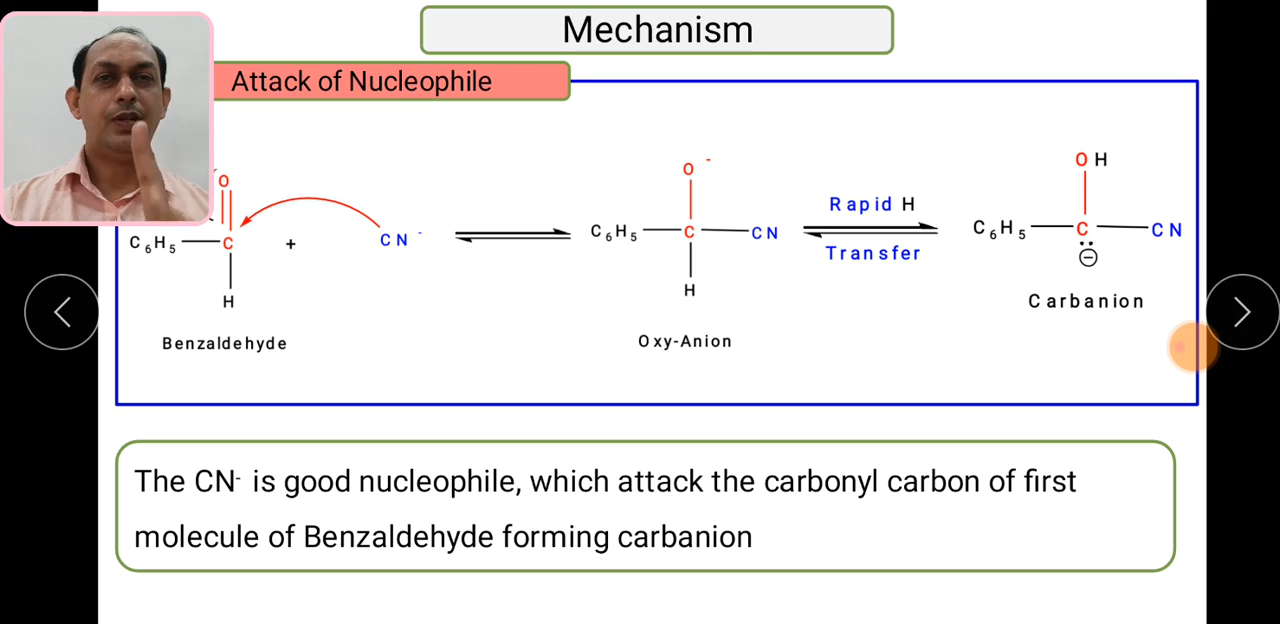 Mechanism
Attack of Nucleophile
O
C6H5 C + CN-
H
Benzaldehyde
O-
C6H5 C CN
H
Oxy-Anion
Rapid H
Transfer
OH
C6H5 C CN
⊖
Carbanion
The CN- is good nucleophile, which attack the carbonyl carbon of first
molecule of Benzaldehyde forming carbanion